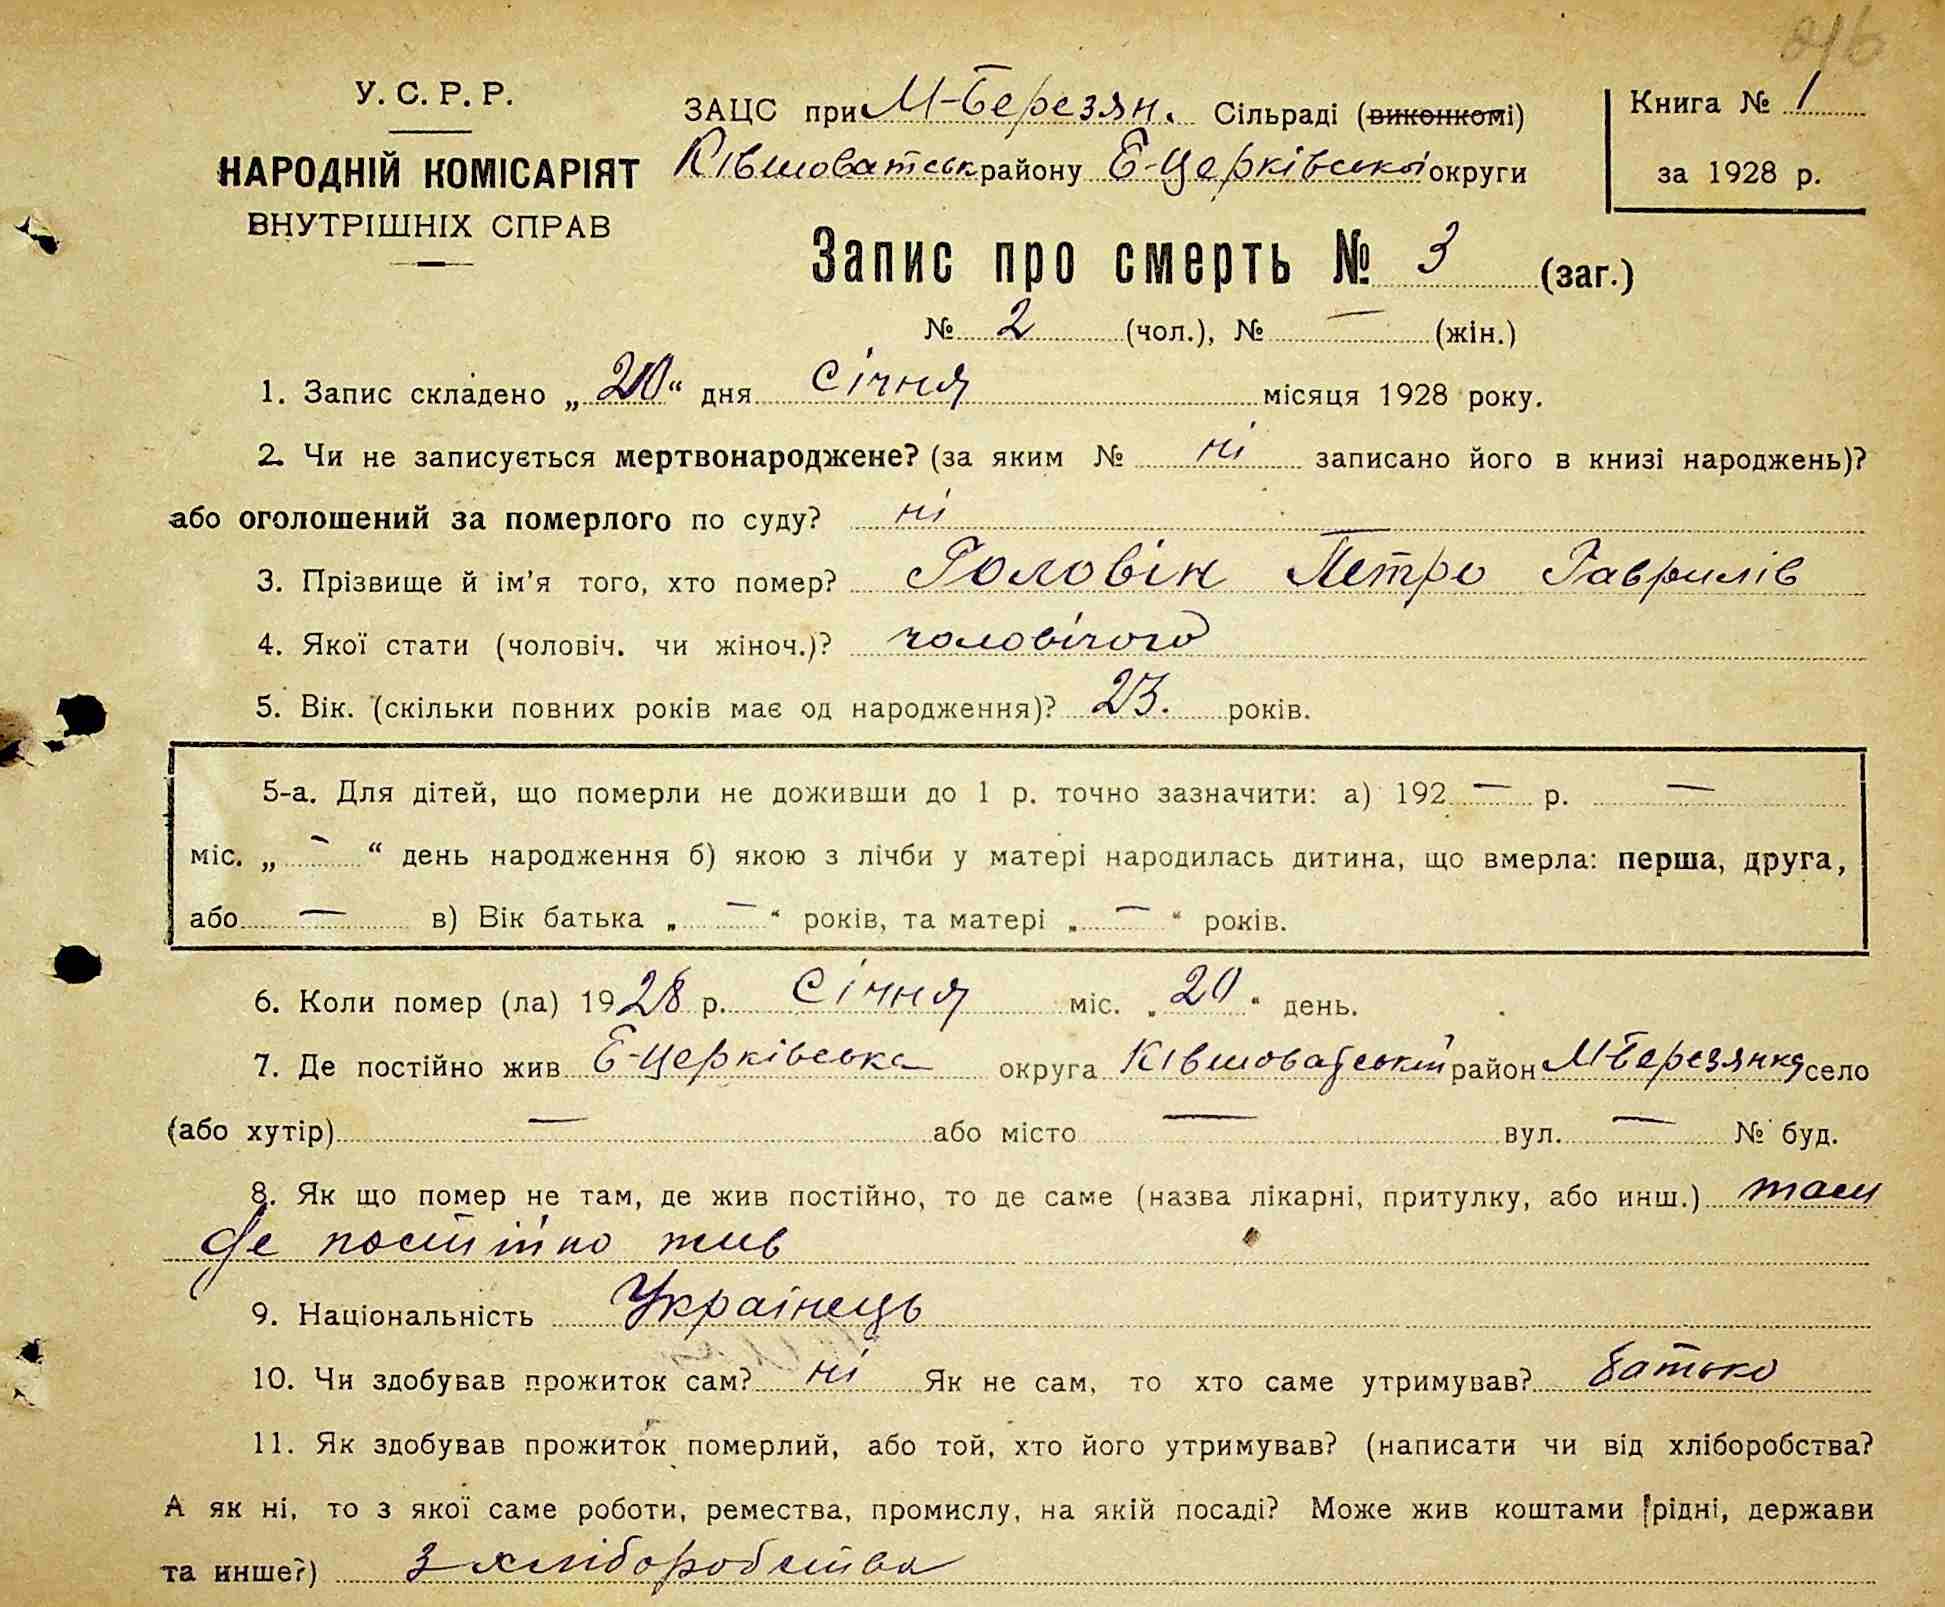 216
У. С. Р. Р.
НАРОДНІЙ КОМІСАРІЯТ
ВНУТРІШНІХ СПРАВ
ЗАЦС при М-Березян. Сільраді (виконкомі)
Ківшоватськ району Б-Церківської округи
Книга № 1
за 1928 р.
Запис про смерть № 3 (заг.)
№ 2 (чол.), № — (жін.)
1. Запис складено „20“ дня січня місяця 1928 року.
2. Чи не записується мертвонароджене? (за яким № ні записано його в книзі народжень)?
або оголошений за померлого по суду? ні
3. Прізвище й ім’я того, хто помер? Головін Петро Гаврилів
4. Якої стати (чоловіч. чи жіноч.)? чоловічого
5. Вік. (скільки повних років має од народження)? 23. років.
5-а. Для дітей, що померли не доживши до 1 р. точно зазначити: а) 192 — р. —
міс. „ — “ день народження б) якою з лічби у матері народилась дитина, що вмерла: перша, друга,
або — в) Вік батька „ — “ років, та матері „ — “ років.
6. Коли помер (ла) 1928 р. Січня міс. „20“ день.
7. Де постійно жив Б-Церківська округа Ківшоватський район М-Березянка село
(або хутір) — або місто — вул. — № буд.
8. Як що помер не там, де жив постійно, то де саме (назва лікарні, притулку, або инш.) там
де постійно жив
9. Національність Українець
10. Чи здобував прожиток сам? ні Як не сам, то хто саме утримував? батько
11. Як здобував прожиток померлий, або той, хто його утримував? (написати чи від хліборобства?
А як ні, то з якої саме роботи, ремества, промислу, на якій посаді? Може жив коштами рідні, держави
та инше?) З хліборобства